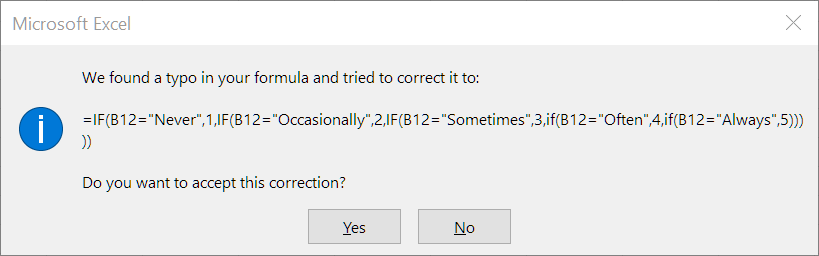 Microsoft Excel
We found a typo in your formula and tried to correct it to:
=IF(B12="Never",1,IF(B12="Occasionally",2,IF(B12="Sometimes",3,if(B12="Often",4,if(B12="Always",5)))
))
Do you want to accept this correction?
Yes No